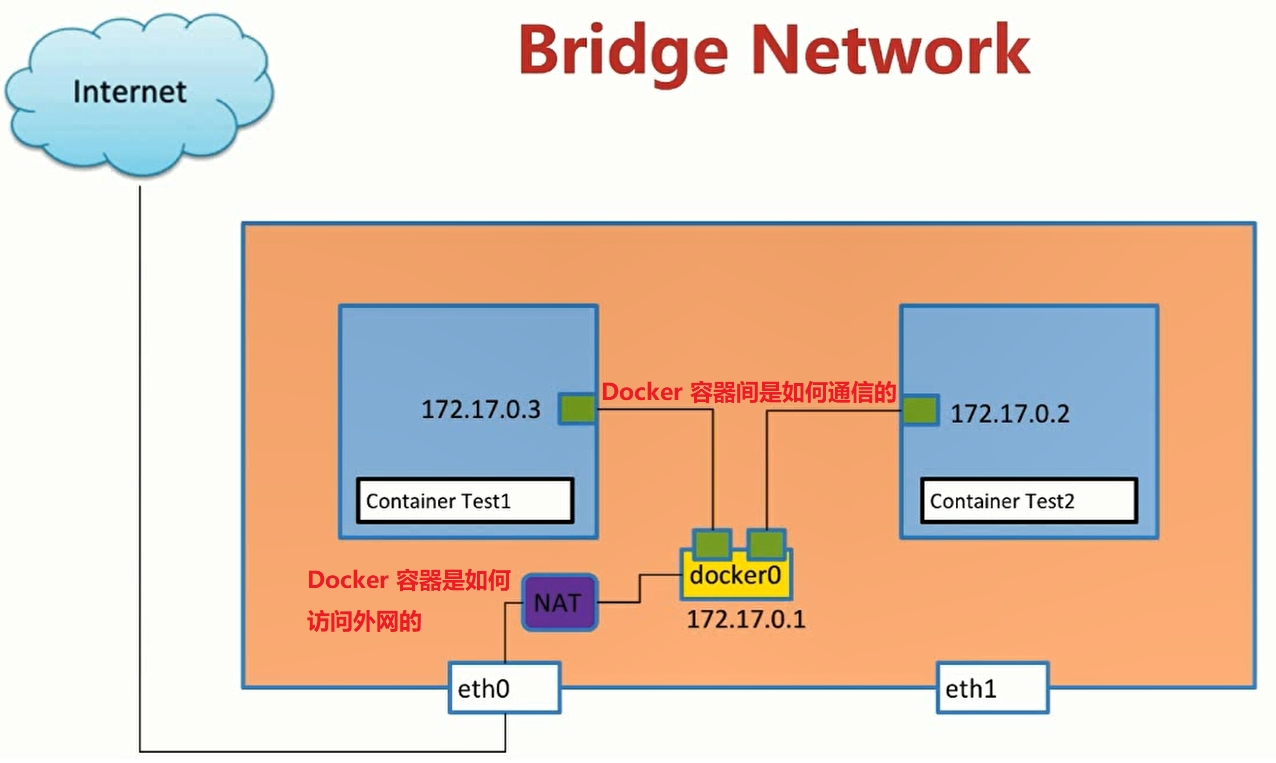 Bridge Network
Internet
Docker 容器间是如何通信的
172.17.0.3
172.17.0.2
Container Test1
Container Test2
Docker 容器是如何
访问外网的
NAT
docker0
172.17.0.1
eth0
eth1